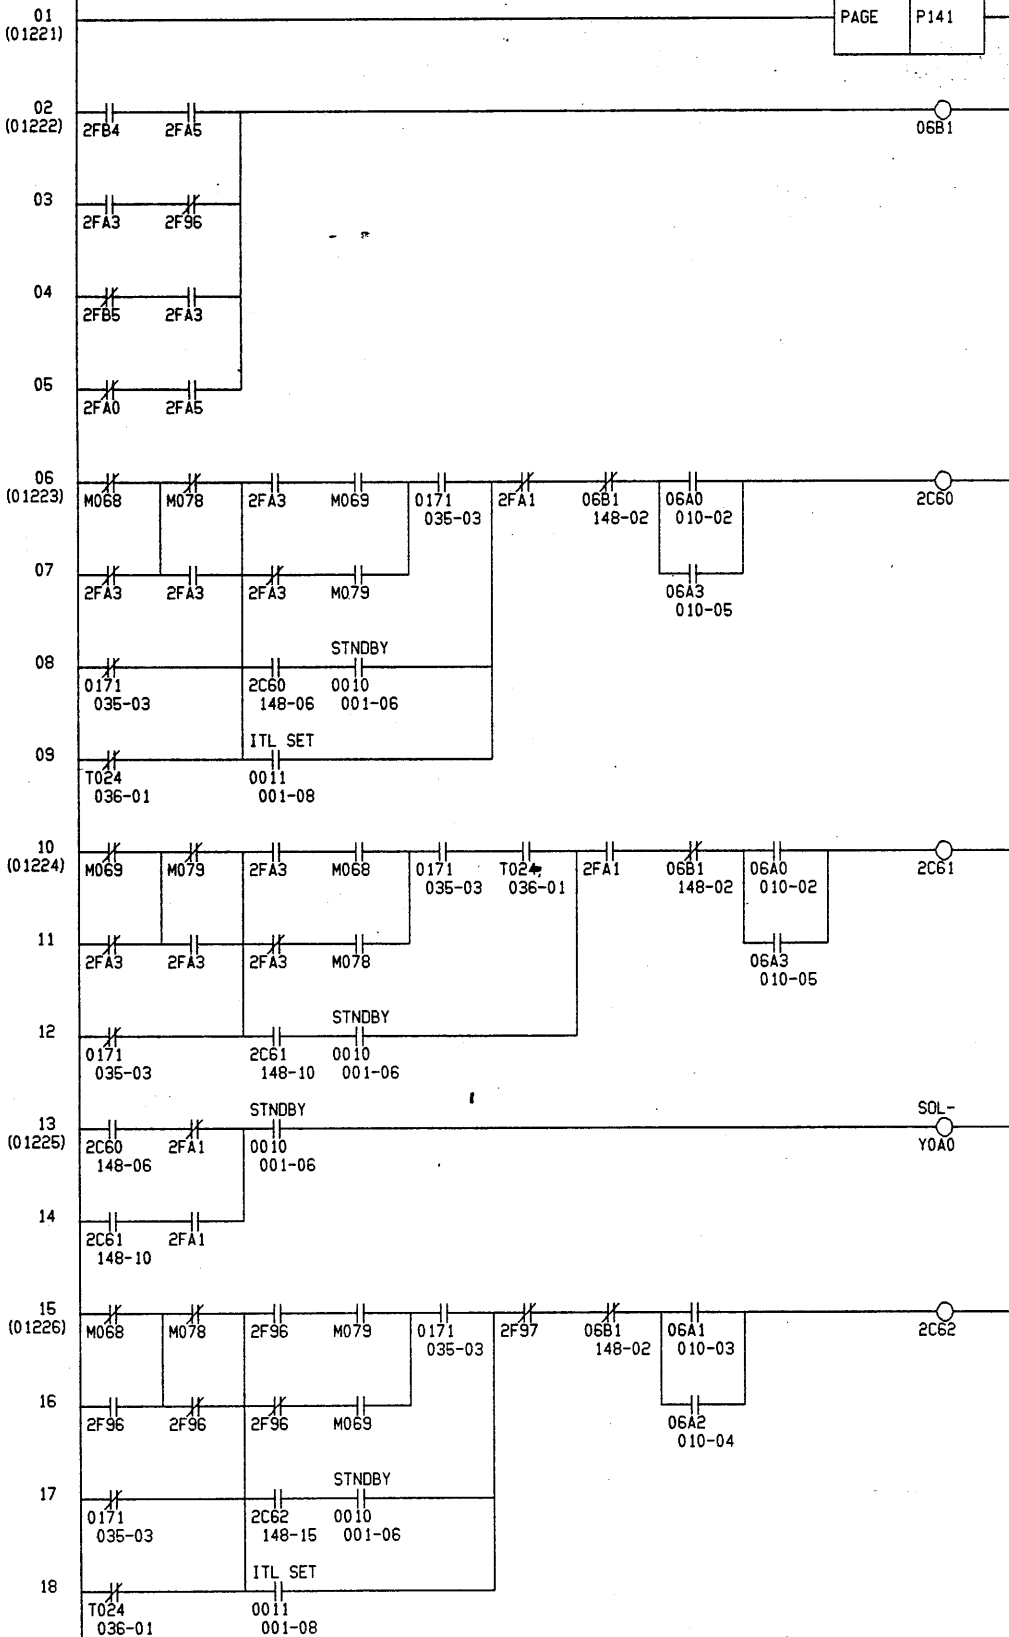 01 PAGE P141
(01221)
02
(01222) 2FB4 2FA5 06B1
03
2FA3 2F96
04
2FB5 2FA3
05
2FA0 2FA5
06
(01223) M068 M078 2FA3 M069 0171 2FA1 06B1 06A0 2C60
035-03 148-02 010-02
07
2FA3 2FA3 2FA3 M079 06A3
010-05
STNDBY
08
0171 2C60 0010
035-03 148-06 001-06
ITL SET
09
T024 0011
036-01 001-08
10
(01224) M069 M079 2FA3 M068 0171 T024 2FA1 06B1 06A0 2C61
035-03 036-01 148-02 010-02
11
2FA3 2FA3 2FA3 M078 06A3
010-05
STNDBY
12
0171 2C61 0010
035-03 148-10 001-06
STNDBY SOL-
13
(01225) 2C60 2FA1 0010 Y0A0
148-06 001-06
14
2C61 2FA1
148-10
15
(01226) M068 M078 2F96 M079 0171 2F97 06B1 06A1 2C62
035-03 148-02 010-03
16
2F96 2F96 2F96 M069 06A2
010-04
STNDBY
17
0171 2C62 0010
035-03 148-15 001-06
ITL SET
18
T024 0011
036-01 001-08